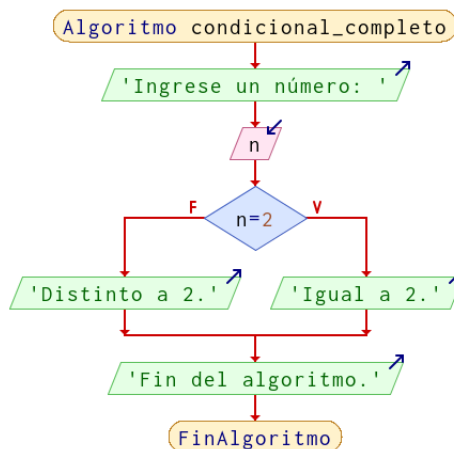 Algoritmo condicional_completo
'Ingrese un número: '
n
F V
n=2
'Distinto a 2.' 'Igual a 2.'
'Fin del algoritmo.'
FinAlgoritmo